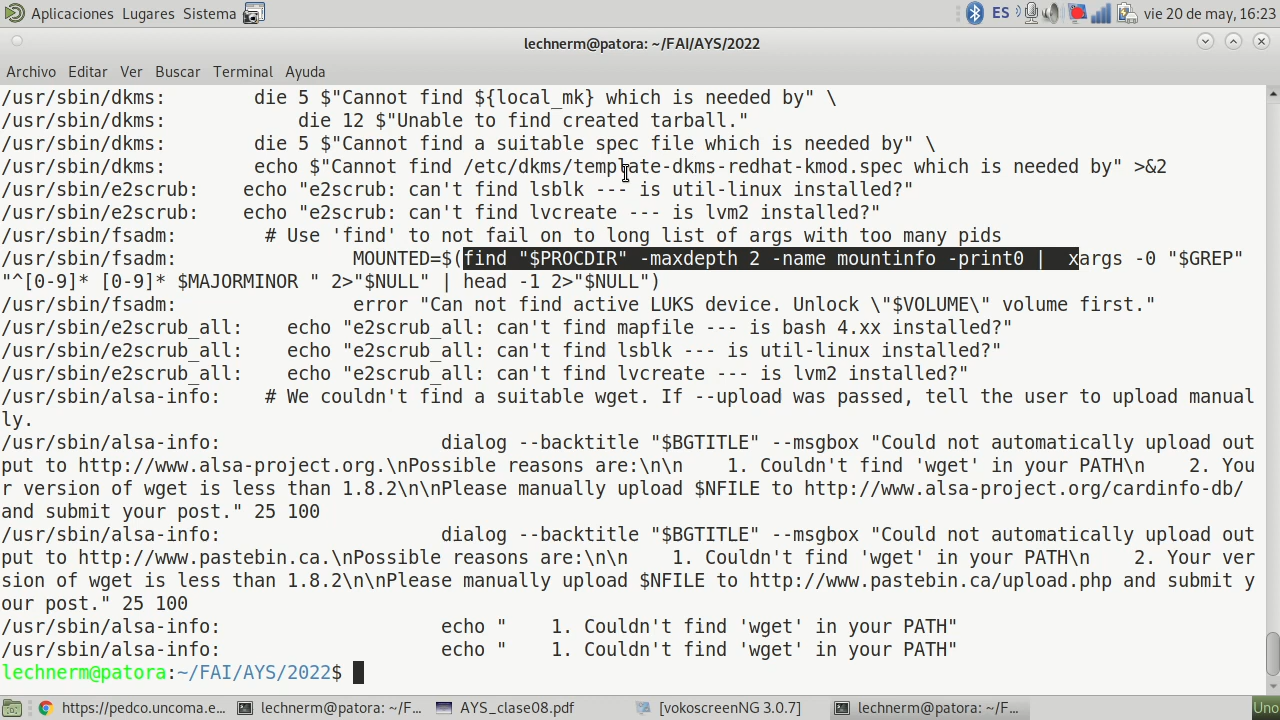 Aplicaciones Lugares Sistema ES vie 20 de may, 16:23
lechnerm@patora: ~/FAI/AYS/2022
Archivo Editar Ver Buscar Terminal Ayuda
/usr/sbin/dkms:        die 5 $"Cannot find ${local_mk} which is needed by" \
/usr/sbin/dkms:            die 12 $"Unable to find created tarball."
/usr/sbin/dkms:        die 5 $"Cannot find a suitable spec file which is needed by" \
/usr/sbin/dkms:        echo $"Cannot find /etc/dkms/template-dkms-redhat-kmod.spec which is needed by" >&2
/usr/sbin/e2scrub:    echo "e2scrub: can't find lsblk --- is util-linux installed?"
/usr/sbin/e2scrub:    echo "e2scrub: can't find lvcreate --- is lvm2 installed?"
/usr/sbin/fsadm:        # Use 'find' to not fail on to long list of args with too many pids
/usr/sbin/fsadm:                MOUNTED=$(find "$PROCDIR" -maxdepth 2 -name mountinfo -print0 |  xargs -0 "$GREP"
"^[0-9]* [0-9]* $MAJORMINOR " 2>"$NULL" | head -1 2>"$NULL")
/usr/sbin/fsadm:                error "Can not find active LUKS device. Unlock \"$VOLUME\" volume first."
/usr/sbin/e2scrub_all:    echo "e2scrub_all: can't find mapfile --- is bash 4.xx installed?"
/usr/sbin/e2scrub_all:    echo "e2scrub_all: can't find lsblk --- is util-linux installed?"
/usr/sbin/e2scrub_all:    echo "e2scrub_all: can't find lvcreate --- is lvm2 installed?"
/usr/sbin/alsa-info:    # We couldn't find a suitable wget. If --upload was passed, tell the user to upload manual
ly.
/usr/sbin/alsa-info:                    dialog --backtitle "$BGTITLE" --msgbox "Could not automatically upload out
put to http://www.alsa-project.org.\nPossible reasons are:\n\n    1. Couldn't find 'wget' in your PATH\n    2. You
r version of wget is less than 1.8.2\n\nPlease manually upload $NFILE to http://www.alsa-project.org/cardinfo-db/
and submit your post." 25 100
/usr/sbin/alsa-info:                    dialog --backtitle "$BGTITLE" --msgbox "Could not automatically upload out
put to http://www.pastebin.ca.\nPossible reasons are:\n\n    1. Couldn't find 'wget' in your PATH\n    2. Your ver
sion of wget is less than 1.8.2\n\nPlease manually upload $NFILE to http://www.pastebin.ca/upload.php and submit y
our post." 25 100
/usr/sbin/alsa-info:                    echo "    1. Couldn't find 'wget' in your PATH"
/usr/sbin/alsa-info:                    echo "    1. Couldn't find 'wget' in your PATH"
lechnerm@patora:~/FAI/AYS/2022$
https://pedco.uncoma.e... lechnerm@patora: ~/F... AYS_clase08.pdf [vokoscreenNG 3.0.7] lechnerm@patora: ~/F... Uno